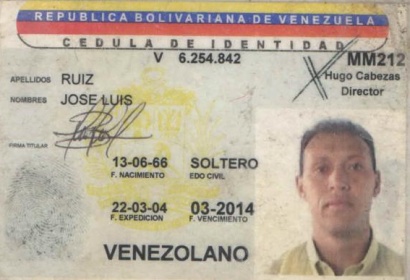 REPUBLICA BOLIVARIANA DE VENEZUELA
CEDULA DE IDENTIDAD
V 6.254.842 MM212
Hugo Cabezas
Director
APELLIDOS RUIZ
NOMBRES JOSE LUIS
FIRMA TITULAR
13-06-66 SOLTERO
F. NACIMIENTO EDO CIVIL
22-03-04 03-2014
F. EXPEDICION F. VENCIMIENTO
VENEZOLANO